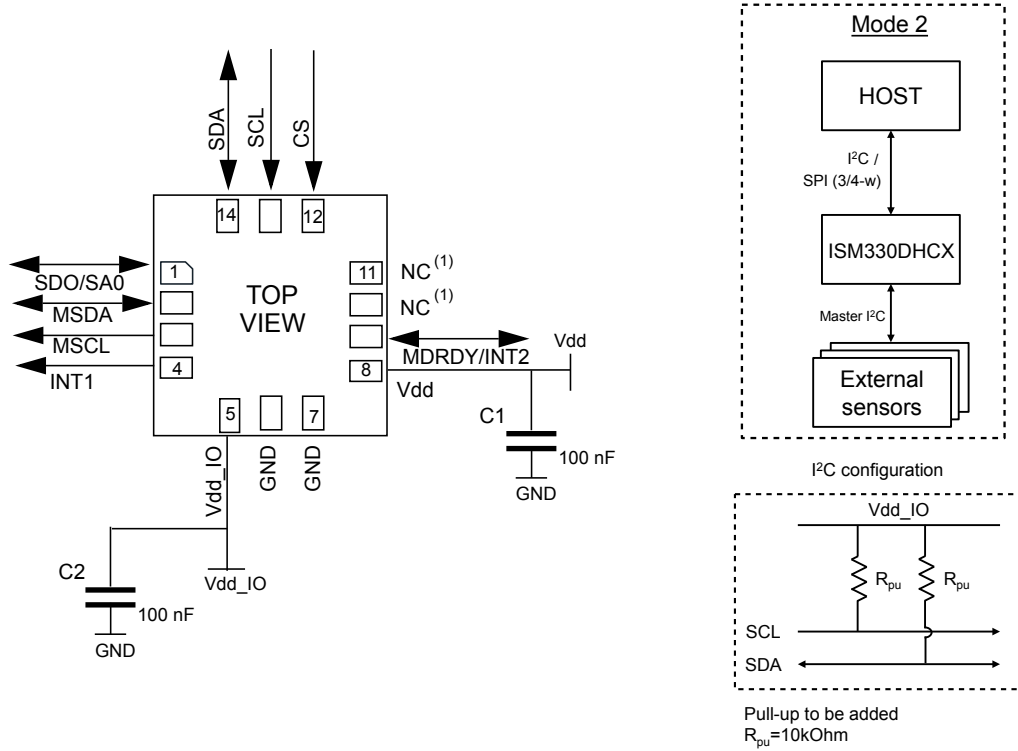 SDA
SCL
CS
14
12
1
11
NC (1)
SDO/SA0
TOP
VIEW
NC (1)
MSDA
MSCL
MDRDY/INT2
Vdd
4
8
INT1
Vdd
5
7
C1
100 nF
GND
Vdd_IO
GND
GND
C2
100 nF
GND
Vdd_IO
Mode 2
HOST
I²C /
SPI (3/4-w)
ISM330DHCX
Master I²C
External
sensors
I²C configuration
Vdd_IO
Rpu
Rpu
SCL
SDA
Pull-up to be added
Rpu=10kOhm